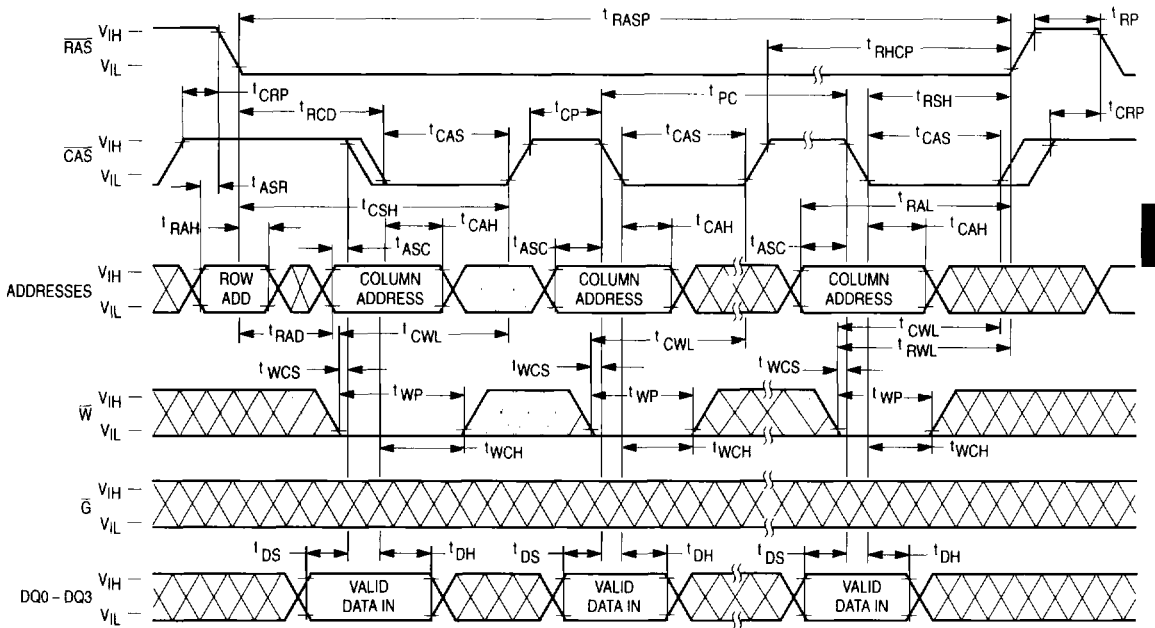 tRASP
tRP
RAS
VIH
VIL
tRHCP
tCRP
tRCD
tCP
tPC
tRSH
tCRP
CAS
VIH
VIL
tCAS
tCAS
tCAS
tASR
tCSH
tRAL
tRAH
tCAH
tCAH
tCAH
tASC
tASC
tASC
ADDRESSES
VIH
VIL
ROW ADD
COLUMN ADDRESS
COLUMN ADDRESS
COLUMN ADDRESS
tRAD
tCWL
tCWL
tCWL
tRWL
tWCS
tWCS
tWCS
W
VIH
VIL
tWP
tWP
tWP
tWCH
tWCH
tWCH
G
VIH
VIL
tDS
tDH
tDS
tDH
tDS
tDH
DQ0 – DQ3
VIH
VIL
VALID DATA IN
VALID DATA IN
VALID DATA IN